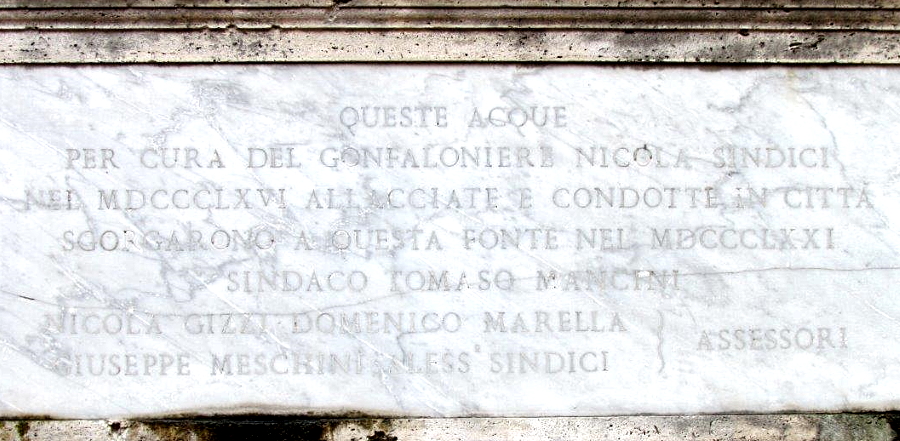 QUESTE ACQUE
PER CURA DEL GONFALONIERE NICOLA SINDICI
NEL MDCCCCLXVI ALLACCIATE E CONDOTTE IN CITTÀ
SGORGARONO A QUESTA FONTE NEL MDCCCLXXI
SINDACO TOMASO MANCINI
NICOLA GIZZI DOMENICO MARELLA
GIUSEPPE MESCHINI ALESS° SINDICI } ASSESSORI